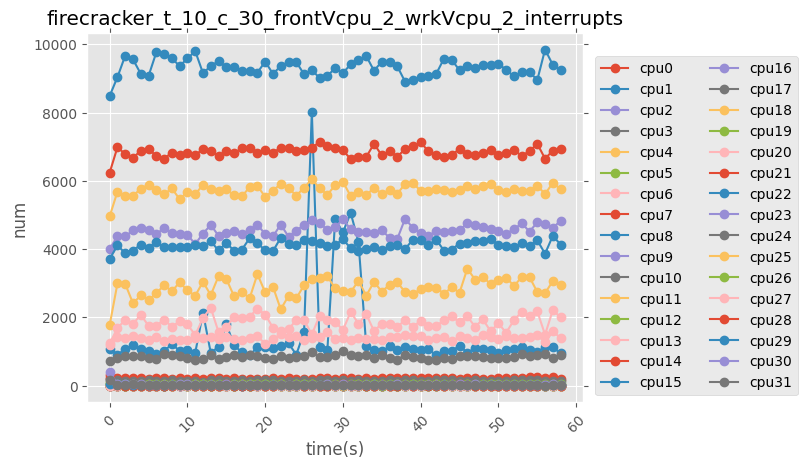 firecracker_t_10_c_30_frontVcpu_2_wrkVcpu_2_interrupts
10000
8000
6000
4000
2000
0
num
0
10
20
30
40
50
60
time(s)
cpu0
cpu1
cpu2
cpu3
cpu4
cpu5
cpu6
cpu7
cpu8
cpu9
cpu10
cpu11
cpu12
cpu13
cpu14
cpu15
cpu16
cpu17
cpu18
cpu19
cpu20
cpu21
cpu22
cpu23
cpu24
cpu25
cpu26
cpu27
cpu28
cpu29
cpu30
cpu31